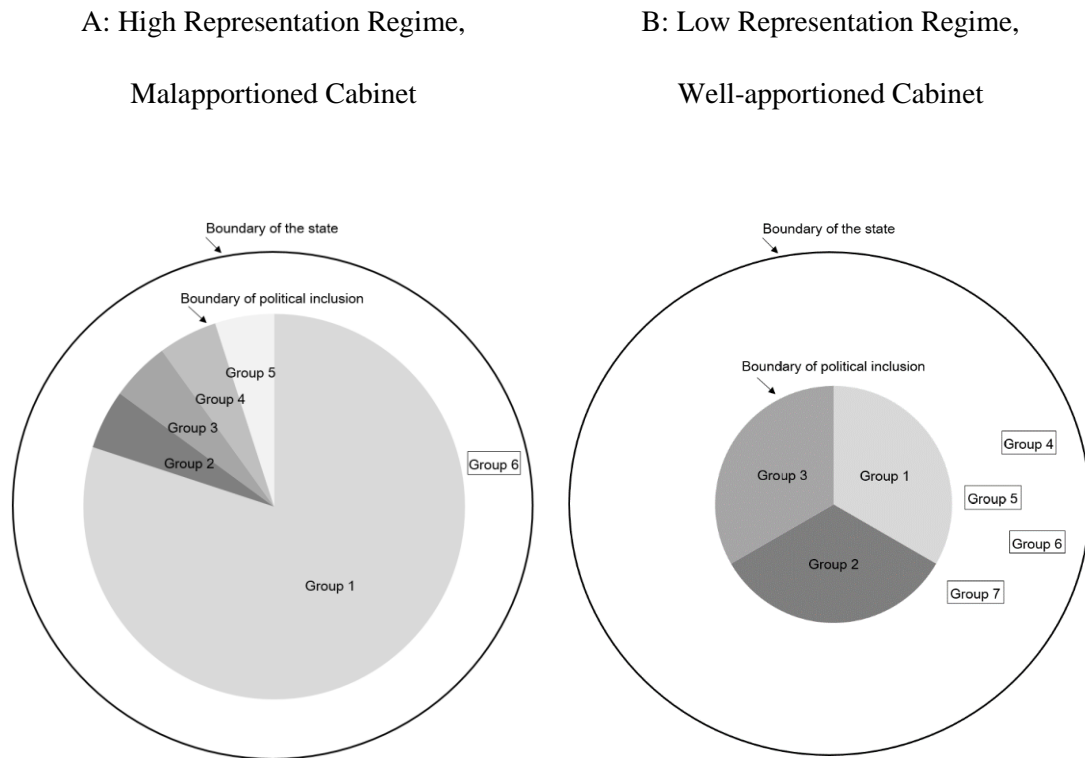 A: High Representation Regime,
Malapportioned Cabinet
B: Low Representation Regime,
Well-apportioned Cabinet
Boundary of the state
Boundary of political inclusion
Group 5
Group 4
Group 3
Group 2
Group 6
Group 1
Boundary of the state
Boundary of political inclusion
Group 4
Group 3
Group 1
Group 5
Group 6
Group 2
Group 7